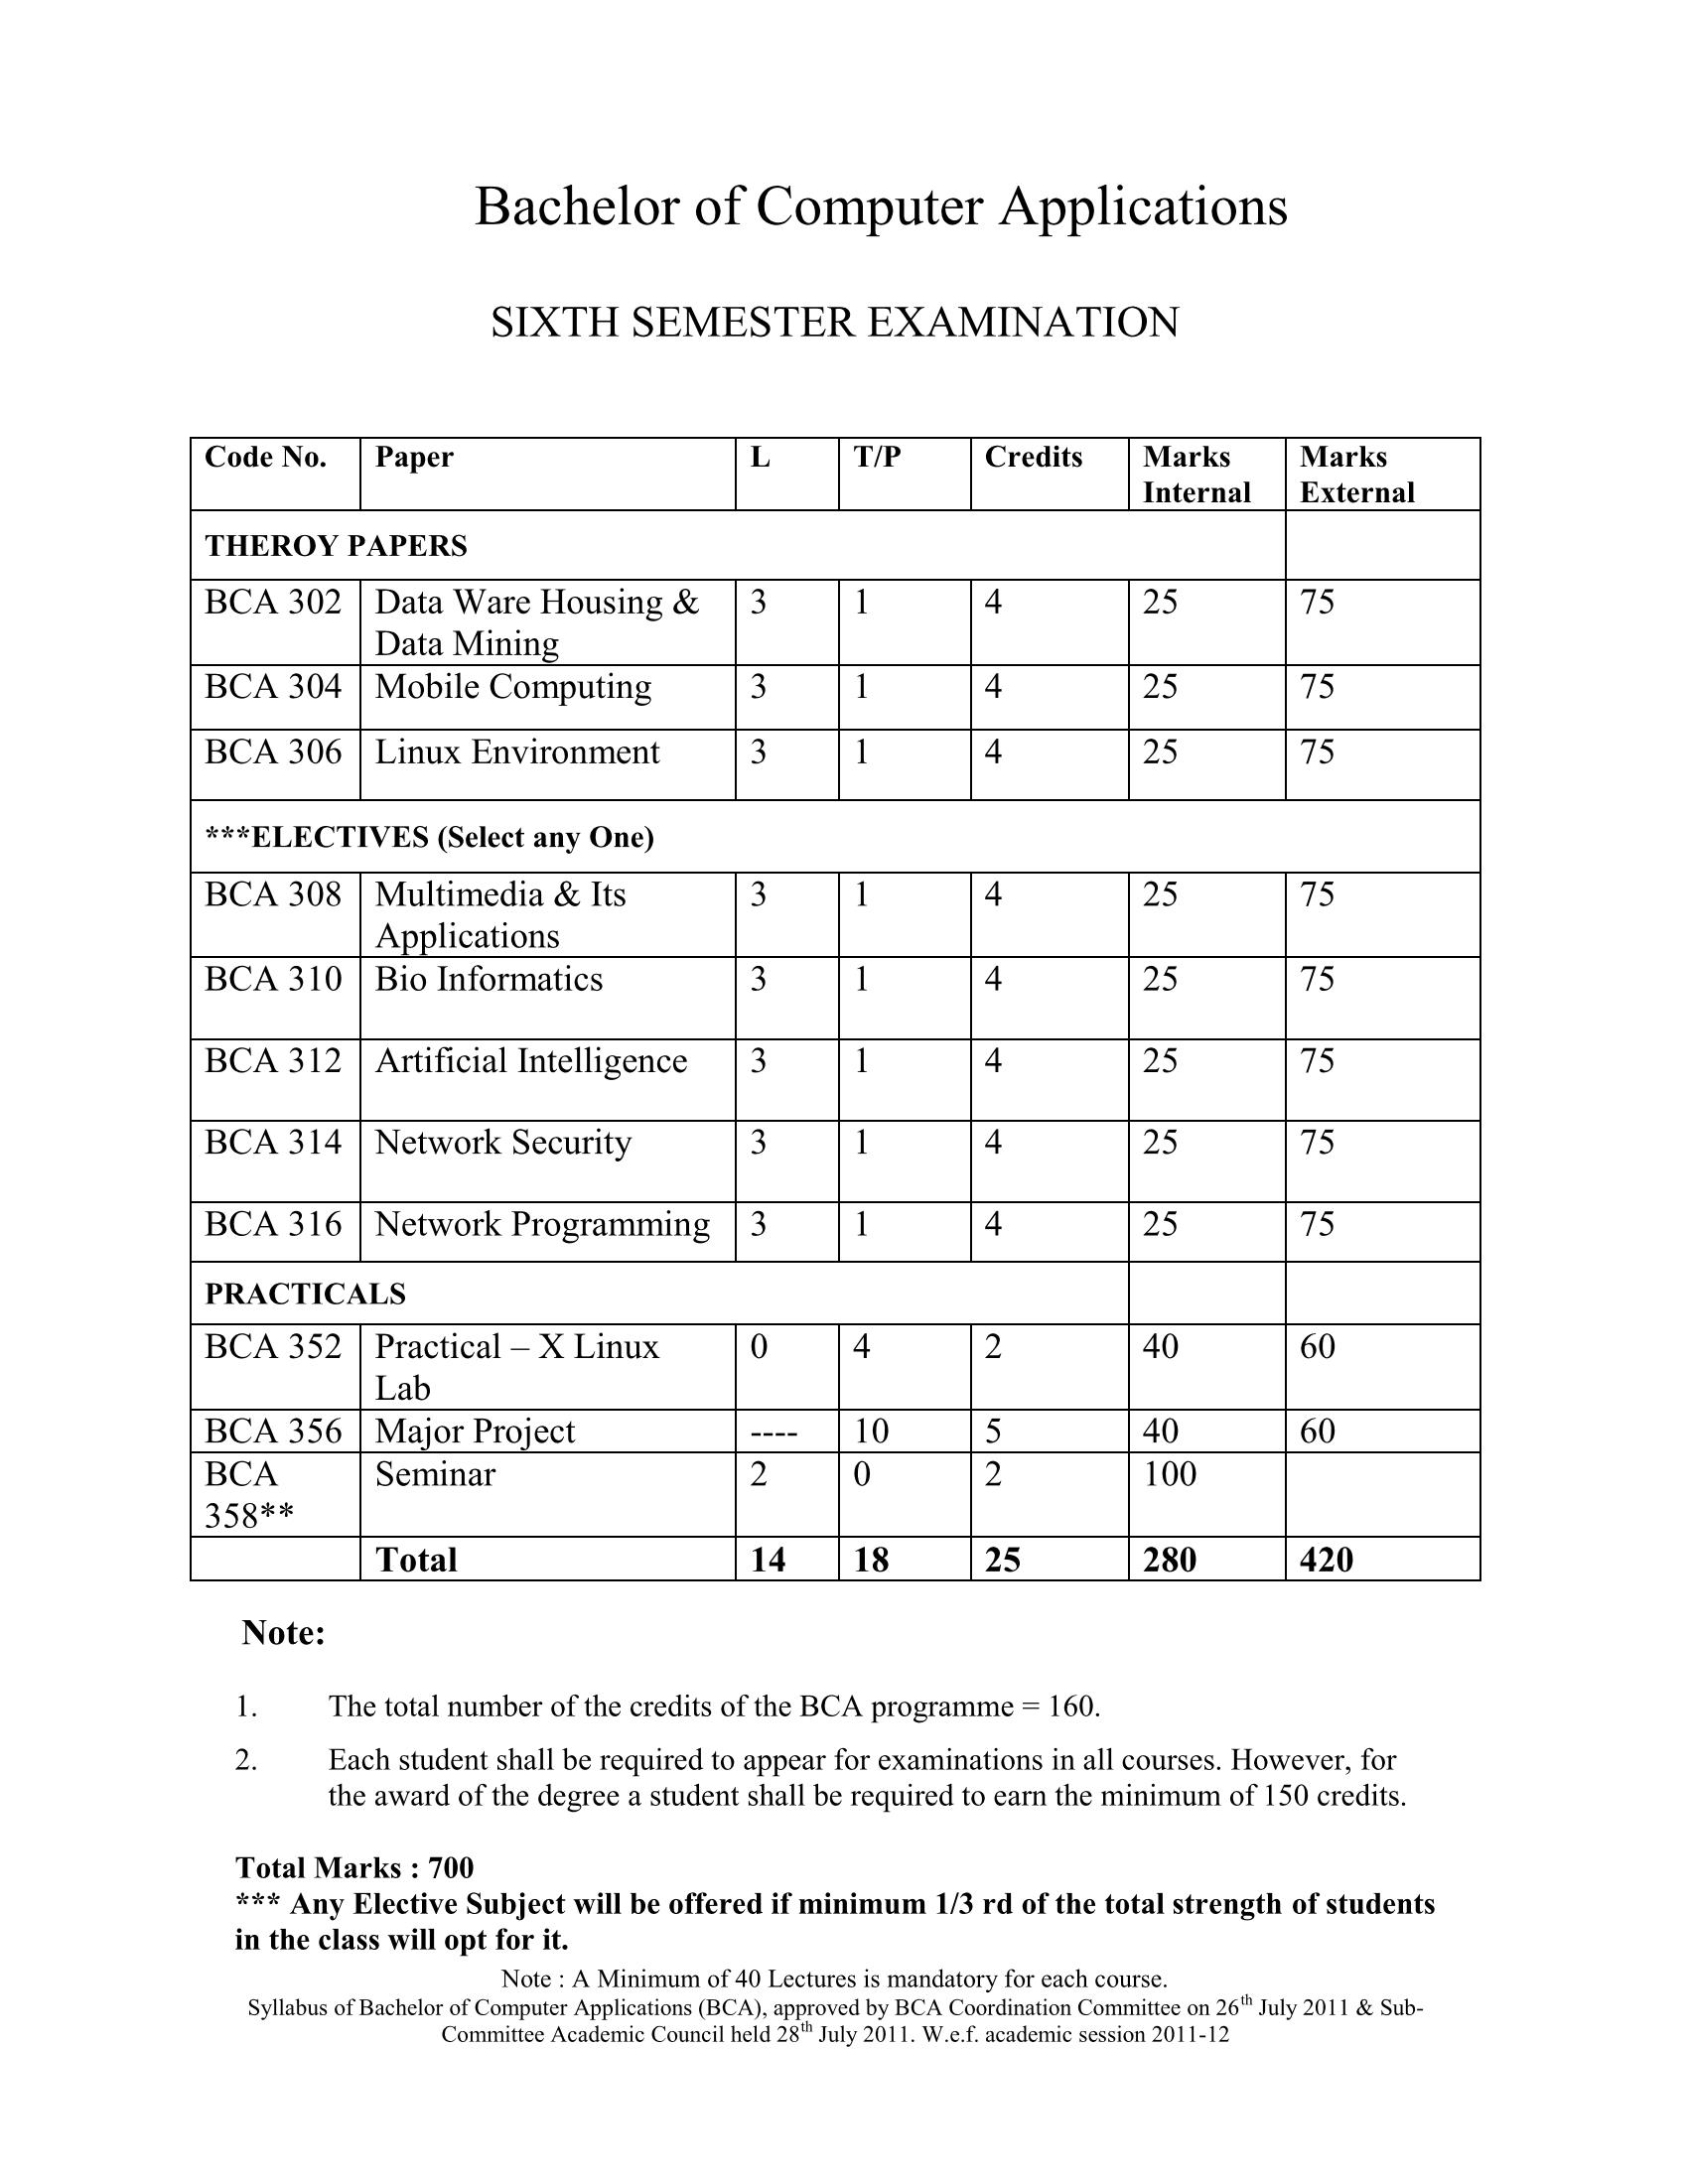 Bachelor of Computer Applications
SIXTH SEMESTER EXAMINATION
Code No. Paper L T/P Credits Marks Internal Marks External
THEROY PAPERS
BCA 302 Data Ware Housing & Data Mining 3 1 4 25 75
BCA 304 Mobile Computing 3 1 4 25 75
BCA 306 Linux Environment 3 1 4 25 75
***ELECTIVES (Select any One)
BCA 308 Multimedia & Its Applications 3 1 4 25 75
BCA 310 Bio Informatics 3 1 4 25 75
BCA 312 Artificial Intelligence 3 1 4 25 75
BCA 314 Network Security 3 1 4 25 75
BCA 316 Network Programming 3 1 4 25 75
PRACTICALS
BCA 352 Practical – X Linux Lab 0 4 2 40 60
BCA 356 Major Project ---- 10 5 40 60
BCA 358** Seminar 2 0 2 100
Total 14 18 25 280 420
Note:
1. The total number of the credits of the BCA programme = 160.
2. Each student shall be required to appear for examinations in all courses. However, for
the award of the degree a student shall be required to earn the minimum of 150 credits.
Total Marks : 700
*** Any Elective Subject will be offered if minimum 1/3 rd of the total strength of students
in the class will opt for it.
Note : A Minimum of 40 Lectures is mandatory for each course.
Syllabus of Bachelor of Computer Applications (BCA), approved by BCA Coordination Committee on 26th July 2011 & Sub-
Committee Academic Council held 28th July 2011. W.e.f. academic session 2011-12